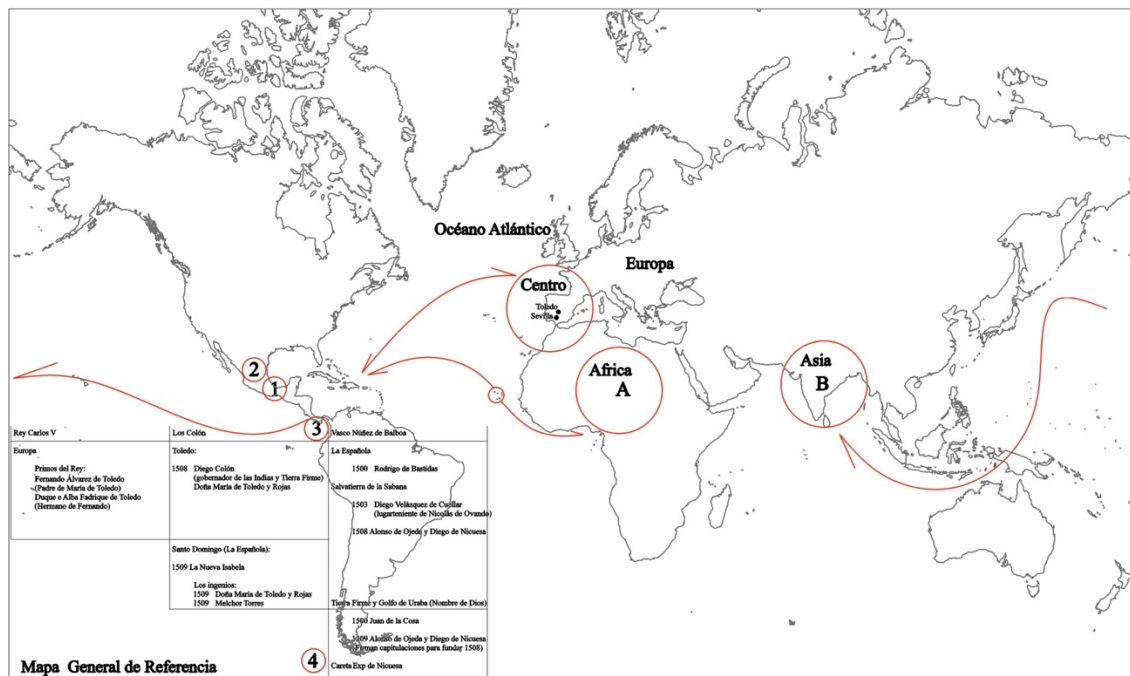 Océano Atlántico
Europa
Centro
Toledo
Sevilla
2
1
Africa
A
Asia
B
3
Rey Carlos V
Europa
Primos del Rey:
Fernando Álvarez de Toledo
(Padre de María de Toledo)
Duque e Alba Fadrique de Toledo
(Hermano de Fernando)
Los Colón
Toledo:
1508 Diego Colón
(gobernador de las Indias y Tierra Firme)
Doña Maria de Toledo y Rojas
Santo Domingo (La Española):
1509 La Nueva Isabela
Los ingenios:
1509 Doña Maria de Toledo y Rojas
1509 Melchor Torres
Vasco Núñez de Balboa
La Española
1500 Rodrigo de Bastidas
Salvatierra de la Sabana
1503 Diego Velázquez de Cuéllar
(lugarteniente de Nicolás de Ovando)
1508 Alonso de Ojeda y Diego de Nicuesa
Tierra Firme y Golfo de Uraba (Nombre de Dios)
1500 Juan de la Cosa
1509 Alonso de Ojeda y Diego de Nicuesa
(Firman capitulaciones para fundar 1508)
4
Careta Exp de Nicuesa
Mapa General de Referencia